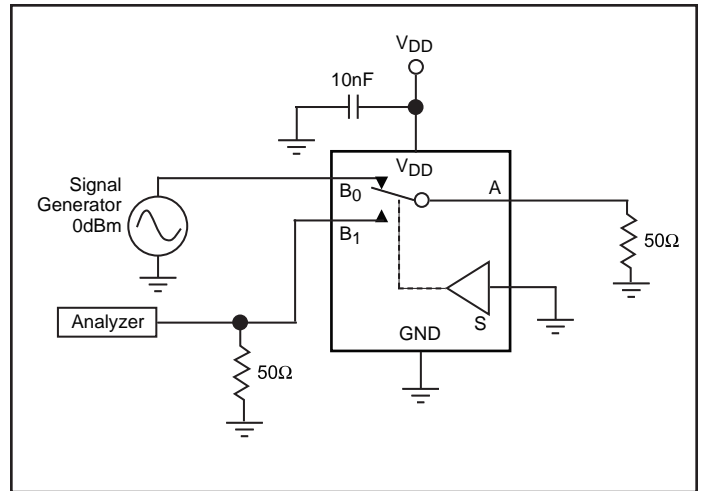 VDD
10nF
VDD
Signal
Generator
0dBm
B0
A
B1
50Ω
Analyzer
S
GND
50Ω